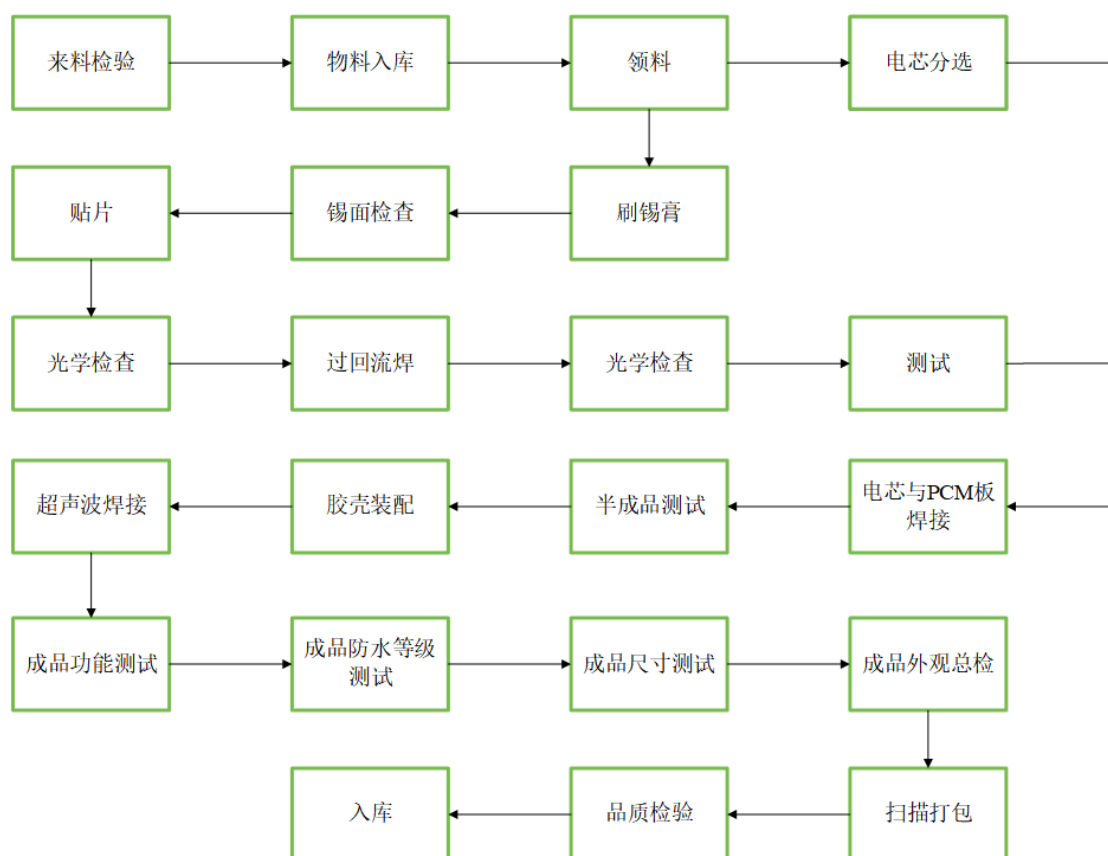 来料检验
物料入库
领料
电芯分选
贴片
锡面检查
刷锡膏
光学检查
过回流焊
光学检查
测试
超声波焊接
胶壳装配
半成品测试
电芯与PCM板
焊接
成品功能测试
成品防水等级
测试
成品尺寸测试
成品外观总检
入库
品质检验
扫描打包